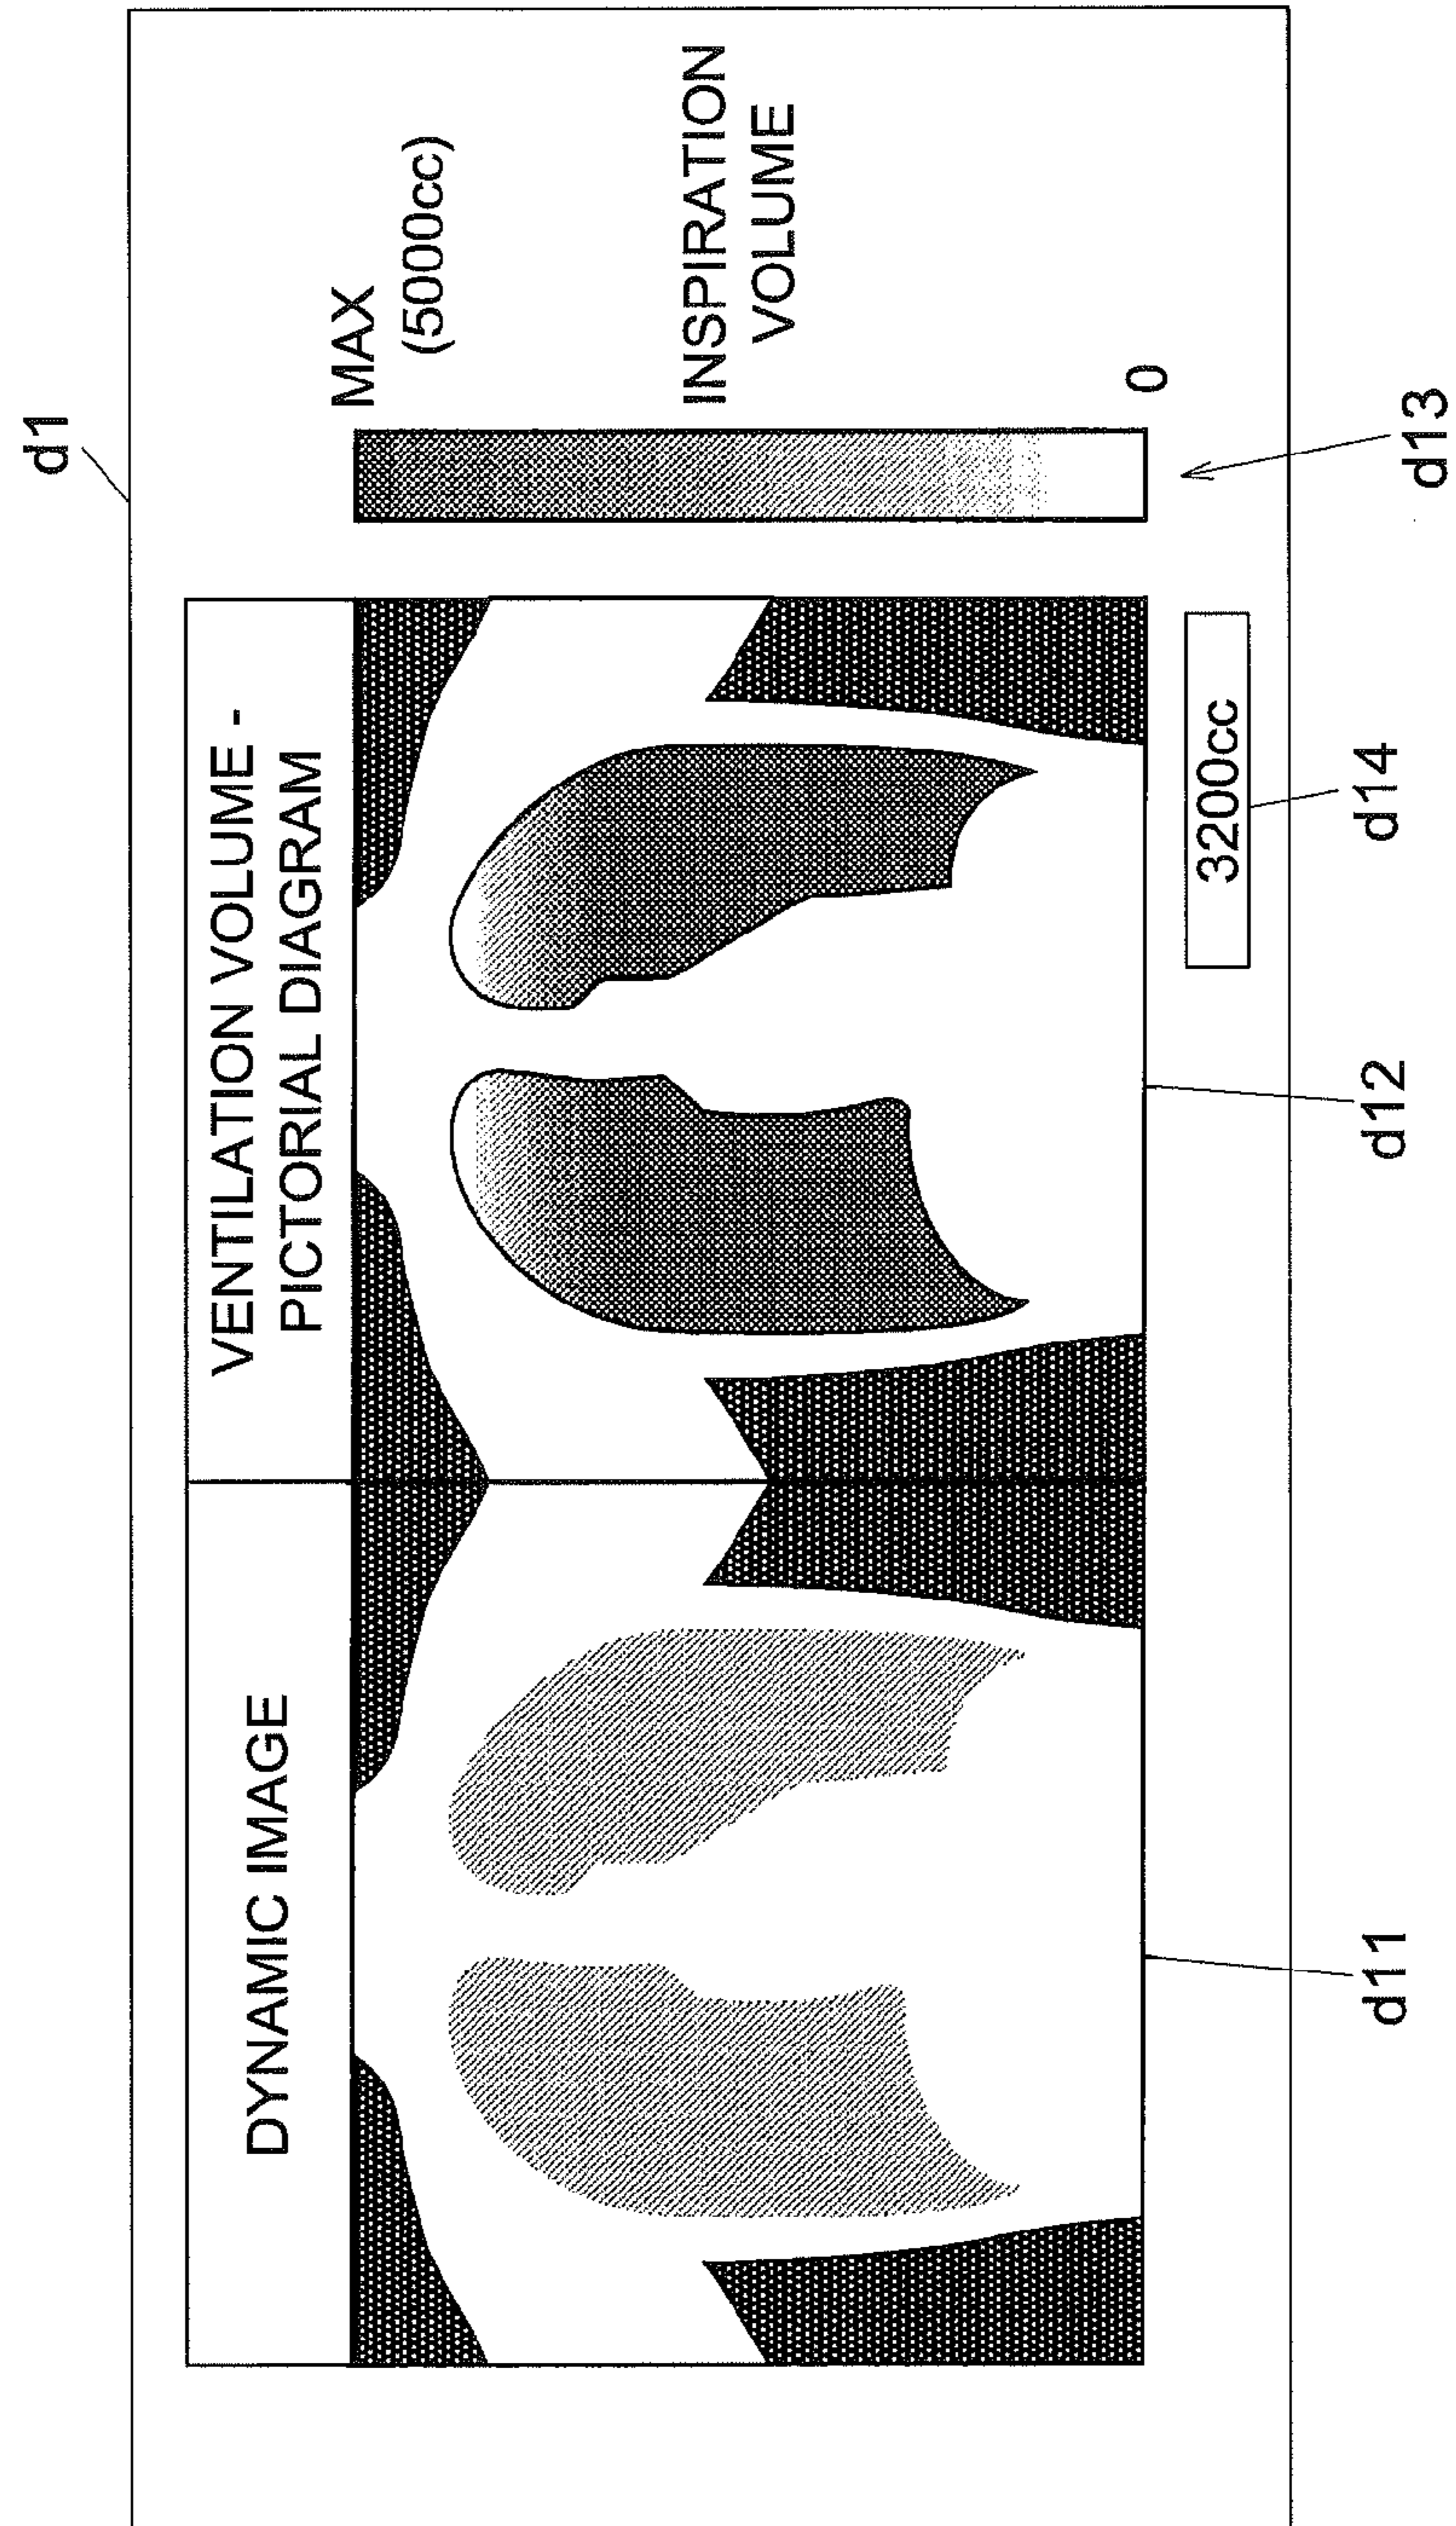 d1
DYNAMIC IMAGE
VENTILATION VOLUME -
PICTORIAL DIAGRAM
MAX
(5000cc)
INSPIRATION
VOLUME
0
3200cc
d11
d12
d14
d13